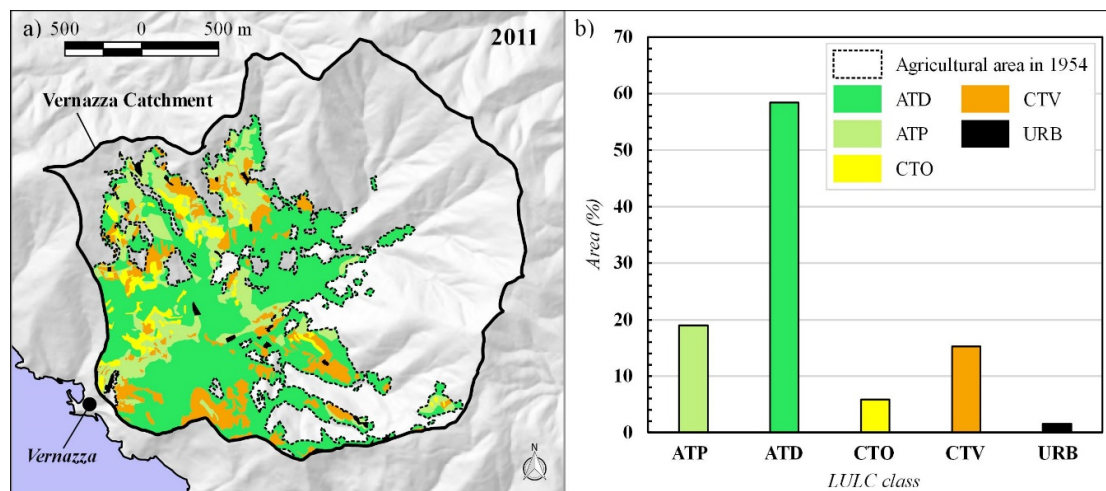 a)
500 0 500 m
2011
Vernazza Catchment
Vernazza
N
b)
70
60
50
40
30
20
10
0
Area (%)
Agricultural area in 1954
ATD
CTV
ATP
URB
CTO
ATP ATD CTO CTV URB
LULC class